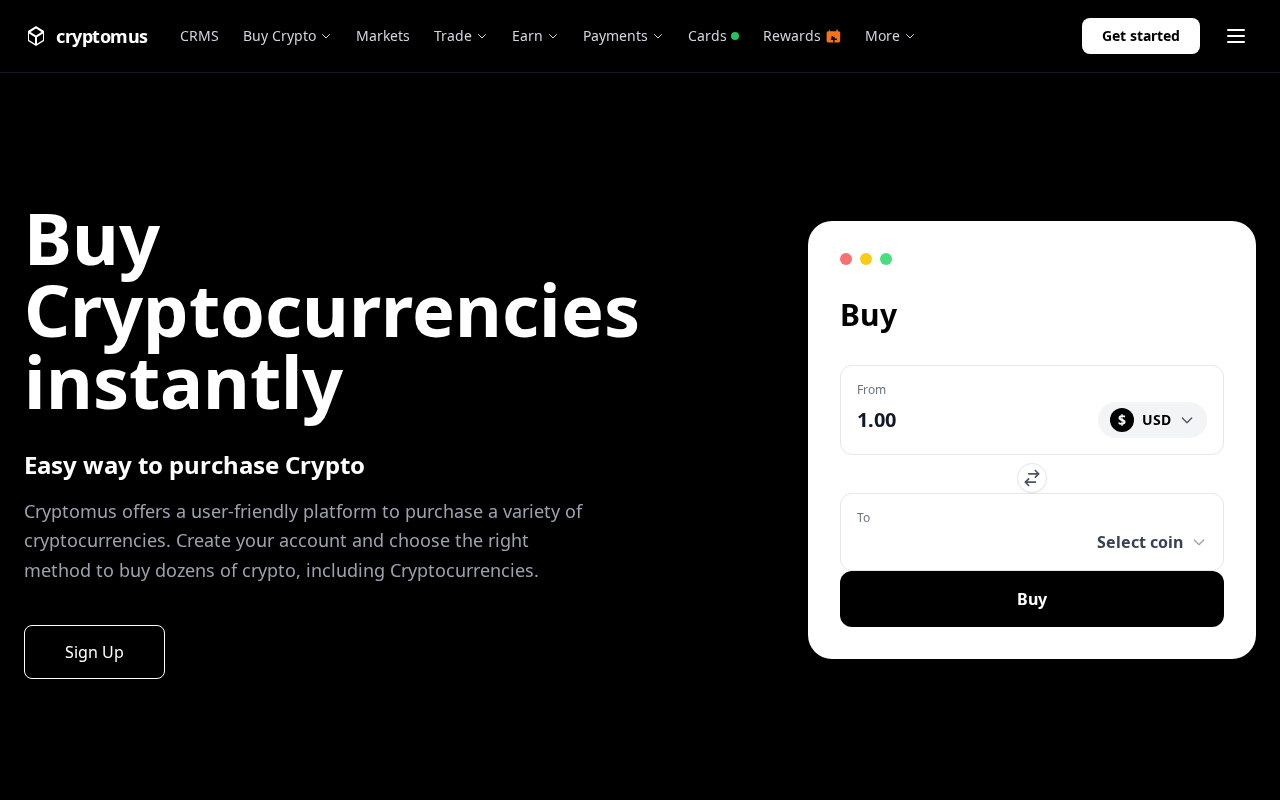 cryptomus
CRMS
Buy Crypto
Markets
Trade
Earn
Payments
Cards
Rewards
More
Get started
Buy
Cryptocurrencies
instantly
Easy way to purchase Crypto
Cryptomus offers a user-friendly platform to purchase a variety of
cryptocurrencies. Create your account and choose the right
method to buy dozens of crypto, including Cryptocurrencies.
Sign Up
Buy
From
1.00
$ USD
To
Select coin
Buy